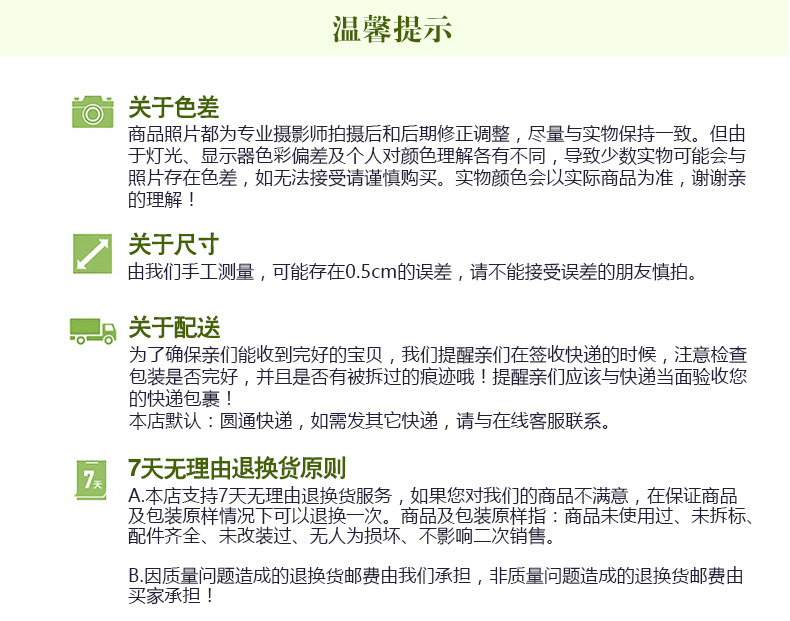 温馨提示
关于色差
商品照片都为专业摄影师拍摄后和后期修正调整，尽量与实物保持一致。但由
于灯光、显示器色彩偏差及个人对颜色理解各有不同，导致少数实物可能会与
照片存在色差，如无法接受请谨慎购买。实物颜色会以实际商品为准，谢谢亲
的理解！
关于尺寸
由我们手工测量，可能存在0.5cm的误差，请不能接受误差的朋友慎拍。
关于配送
为了确保亲们能收到完好的宝贝，我们提醒亲们在签收快递的时候，注意检查
包装是否完好，并且是否有被拆过的痕迹哦！提醒亲们应该与快递当面验收您
的快递包裹！
本店默认：圆通快递，如需发其它快递，请与在线客服联系。
7天
7天无理由退换货原则
A.本店支持7天无理由退换货服务，如果您对我们的商品不满意，在保证商品
及包装原样情况下可以退换一次。商品及包装原样指：商品未使用过、未拆标、
配件齐全、未改装过、无人为损坏、不影响二次销售。
B.因质量问题造成的退换货邮费由我们承担，非质量问题造成的退换货邮费由
买家承担！